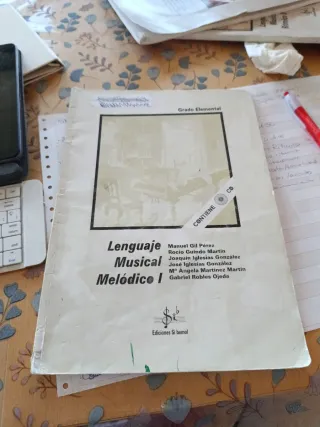 Grado Elemental
CONTIENE CD
Lenguaje
Musical
Melódico I
Manuel Gil Pérez
Rocío Guindo Martín
Joaquín Iglesias González
José Iglesias González
Mª Ángela Martínez Martín
Gabriel Robles Ojeda
Ediciones Si bemol